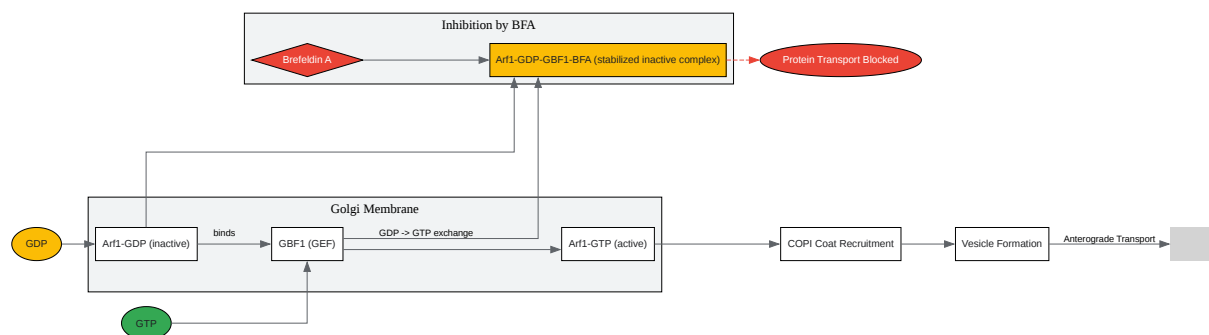 Inhibition by BFA
Brefeldin A
Arf1-GDP-GBF1-BFA (stabilized inactive complex)
Protein Transport Blocked
Golgi Membrane
GDP
Arf1-GDP (inactive)
binds
GBF1 (GEF)
GDP -> GTP exchange
Arf1-GTP (active)
COPI Coat Recruitment
Vesicle Formation
Anterograde Transport
GTP